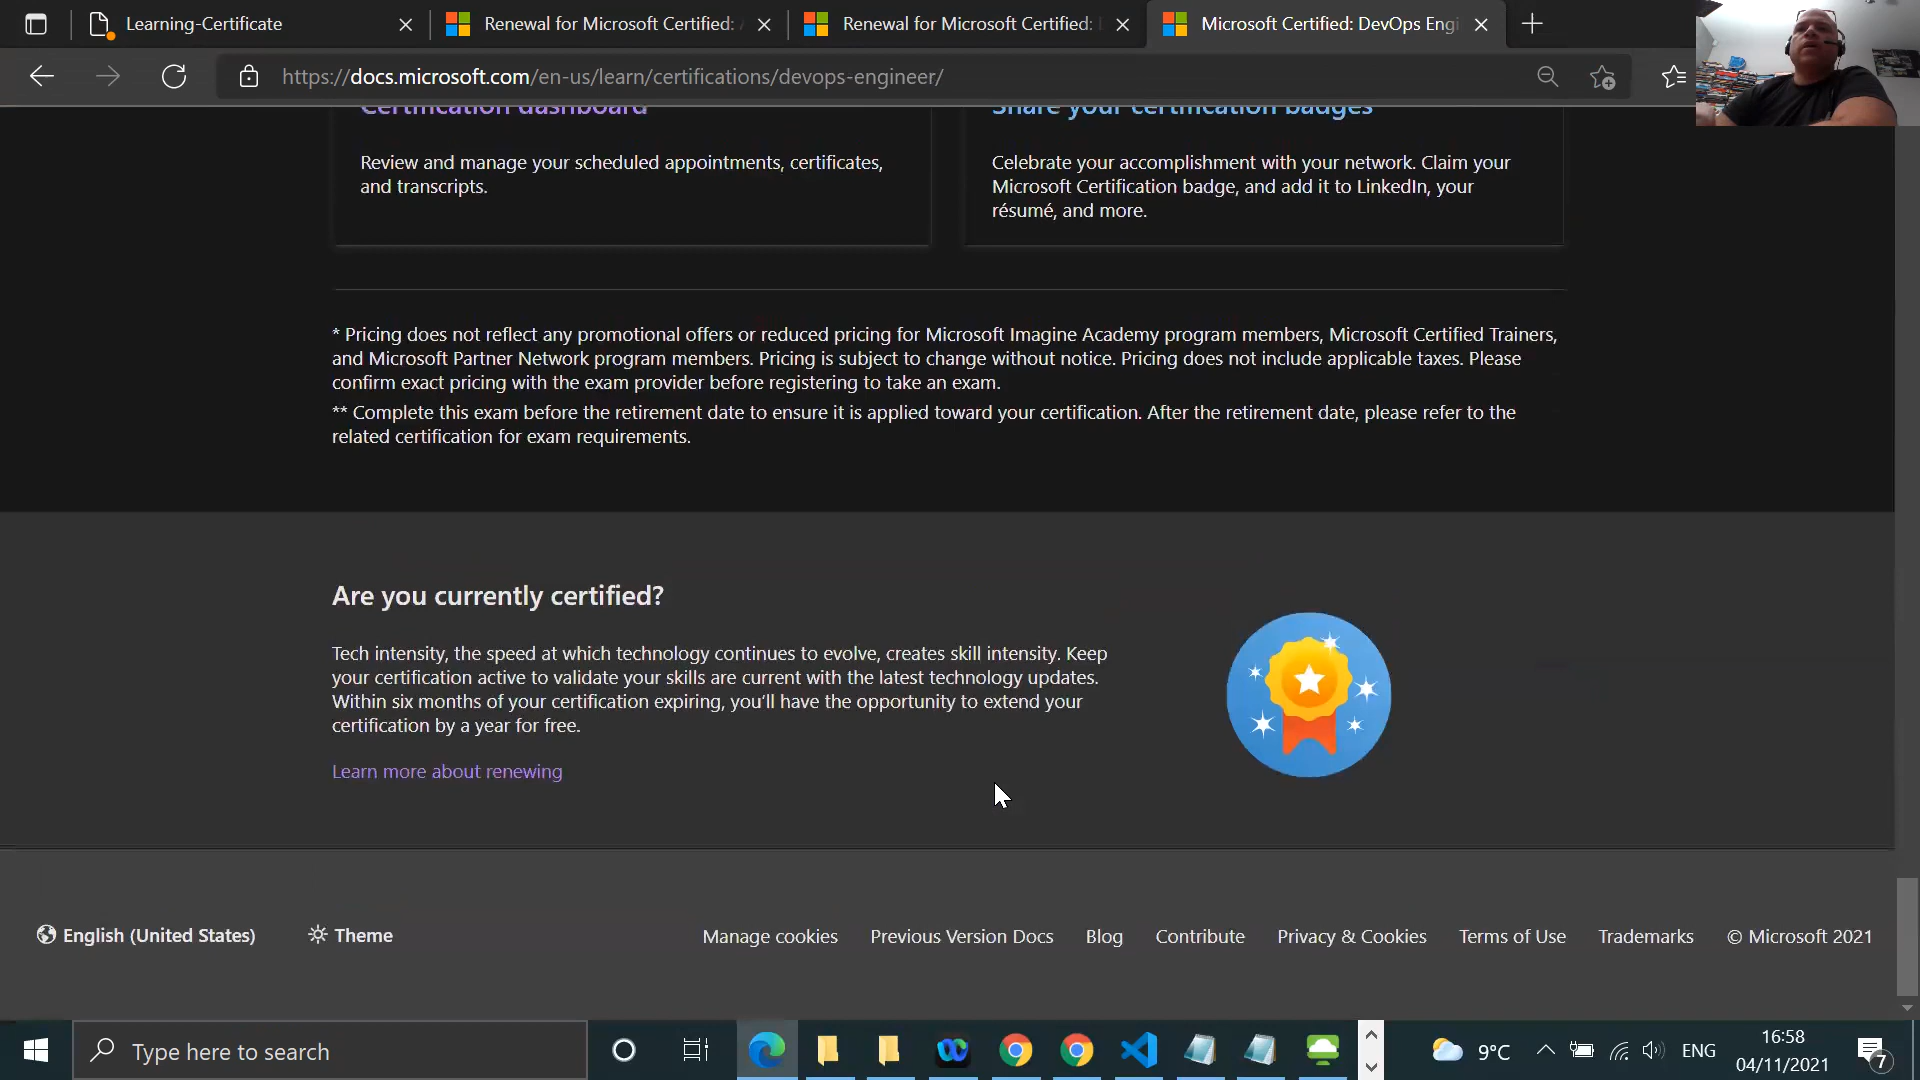 Learning-Certificate
Renewal for Microsoft Certified:
Renewal for Microsoft Certified:
Microsoft Certified: DevOps Engi
https://docs.microsoft.com/en-us/learn/certifications/devops-engineer/
Certification dashboard
Review and manage your scheduled appointments, certificates,
and transcripts.
Share your certification badges
Celebrate your accomplishment with your network. Claim your
Microsoft Certification badge, and add it to LinkedIn, your
résumé, and more.
* Pricing does not reflect any promotional offers or reduced pricing for Microsoft Imagine Academy program members, Microsoft Certified Trainers,
and Microsoft Partner Network program members. Pricing is subject to change without notice. Pricing does not include applicable taxes. Please
confirm exact pricing with the exam provider before registering to take an exam.
** Complete this exam before the retirement date to ensure it is applied toward your certification. After the retirement date, please refer to the
related certification for exam requirements.
Are you currently certified?
Tech intensity, the speed at which technology continues to evolve, creates skill intensity. Keep
your certification active to validate your skills are current with the latest technology updates.
Within six months of your certification expiring, you’ll have the opportunity to extend your
certification by a year for free.
Learn more about renewing
English (United States)
Theme
Manage cookies
Previous Version Docs
Blog
Contribute
Privacy & Cookies
Terms of Use
Trademarks
© Microsoft 2021
Type here to search
9°C
ENG
16:58
04/11/2021
7